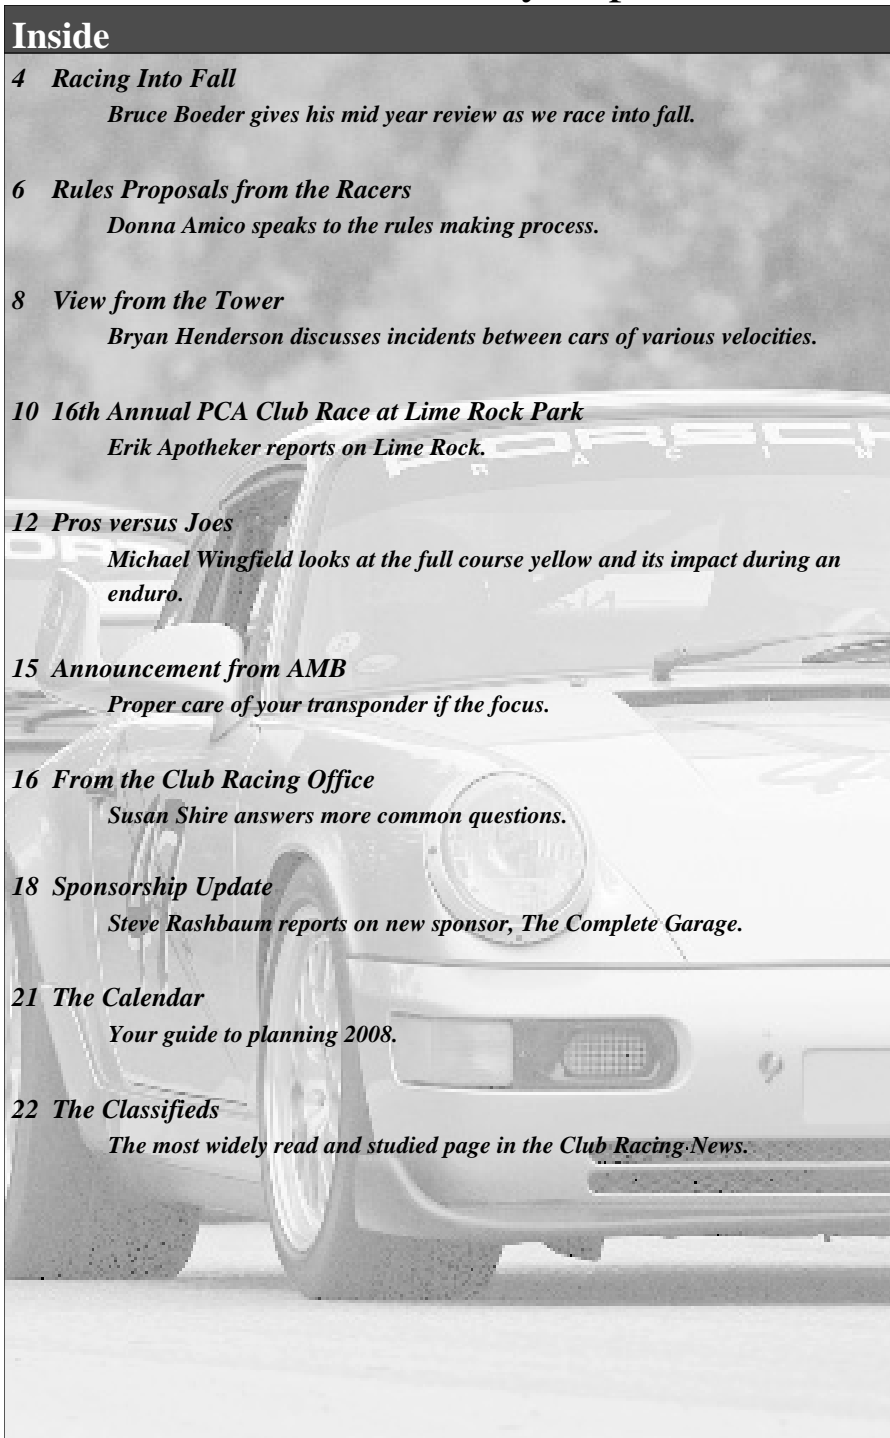 Inside
4 Racing Into Fall
Bruce Boeder gives his mid year review as we race into fall.
6 Rules Proposals from the Racers
Donna Amico speaks to the rules making process.
8 View from the Tower
Bryan Henderson discusses incidents between cars of various velocities.
10 16th Annual PCA Club Race at Lime Rock Park
Erik Apotheker reports on Lime Rock.
12 Pros versus Joes
Michael Wingfield looks at the full course yellow and its impact during an
enduro.
15 Announcement from AMB
Proper care of your transponder if the focus.
16 From the Club Racing Office
Susan Shire answers more common questions.
18 Sponsorship Update
Steve Rashbaum reports on new sponsor, The Complete Garage.
21 The Calendar
Your guide to planning 2008.
22 The Classifieds
The most widely read and studied page in the Club Racing News.
PORSCH
R A C I N